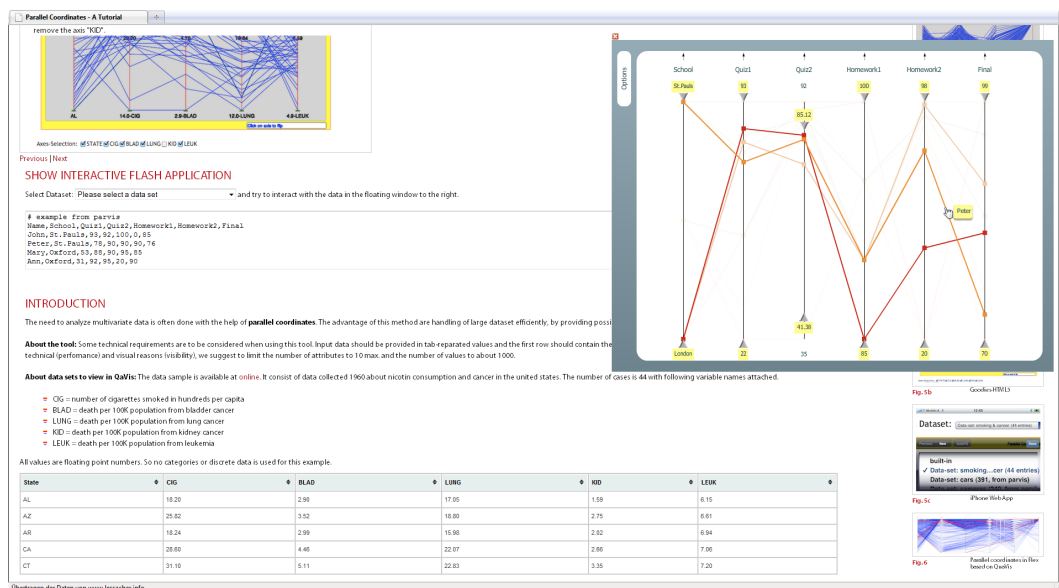 Parallel Coordinates - A Tutorial
remove the axis "KID".
AL 14.0-CIG 2.9-BLAD 12.0-LUNG 4.9-LEUK
Click on axis to flip
Axes-Selection: STATE CIG BLAD LUNG KID LEUK
Previous | Next
SHOW INTERACTIVE FLASH APPLICATION
Select Dataset: Please select a data set and try to interact with the data in the floating window to the right.
# example from parvis
Name,School,Quiz1,Quiz2,Homework1,Homework2,Final
John,St.Pauls,93,92,100,0,85
Peter,St.Pauls,78,90,90,90,76
Mary,Oxford,53,88,90,95,85
Ann,Oxford,31,92,95,20,90
INTRODUCTION
The need to analyze multivariate data is often done with the help of parallel coordinates. The advantage of this method are handling of large dataset efficiently, by providing possi
About the tool: Some technical requirements are to be considered when using this tool. Input data should be provided in tab-reparated values and the first row should contain the
technical (perfomance) and visual reasons (visibility), we suggest to limit the number of attributes to 10 max. and the number of values to about 1000.
About data sets to view in QaVis: The data sample is available at online. It consist of data collected 1960 about nicotin consumption and cancer in the united states. The number of cases is 44 with following variable names attached.
CIG = number of cigarettes smoked in hundreds per capita
BLAD = death per 100K population from bladder cancer
LUNG = death per 100K population from lung cancer
KID = death per 100K population from kidney cancer
LEUK = death per 100K population from leukemia
All values are floating point numbers. So no categories or discrete data is used for this example.
State CIG BLAD LUNG KID LEUK
AL 18.20 2.90 17.05 1.59 6.15
AZ 25.82 3.52 19.80 2.75 6.61
AR 18.24 2.99 15.98 2.02 6.94
CA 28.60 4.46 22.07 2.66 7.06
CT 31.10 5.11 22.83 3.35 7.20
Options
School Quiz1 Quiz2 Homework1 Homework2 Final
St.Pauls 93 92 100 98 99
85.12
Peter
41.38
London 22 35 85 20 70
Fig. 5b Goodies-HTML5
Dataset: Data-set: smoking & cancer (44 entries)
built-in
✓ Data-set: smoking...cer (44 entries)
Data-set: cars (391, from parvis)
Fig. 5c iPhone Web App
Fig.6 Parallel coordinates in Flex
based on QaaVis